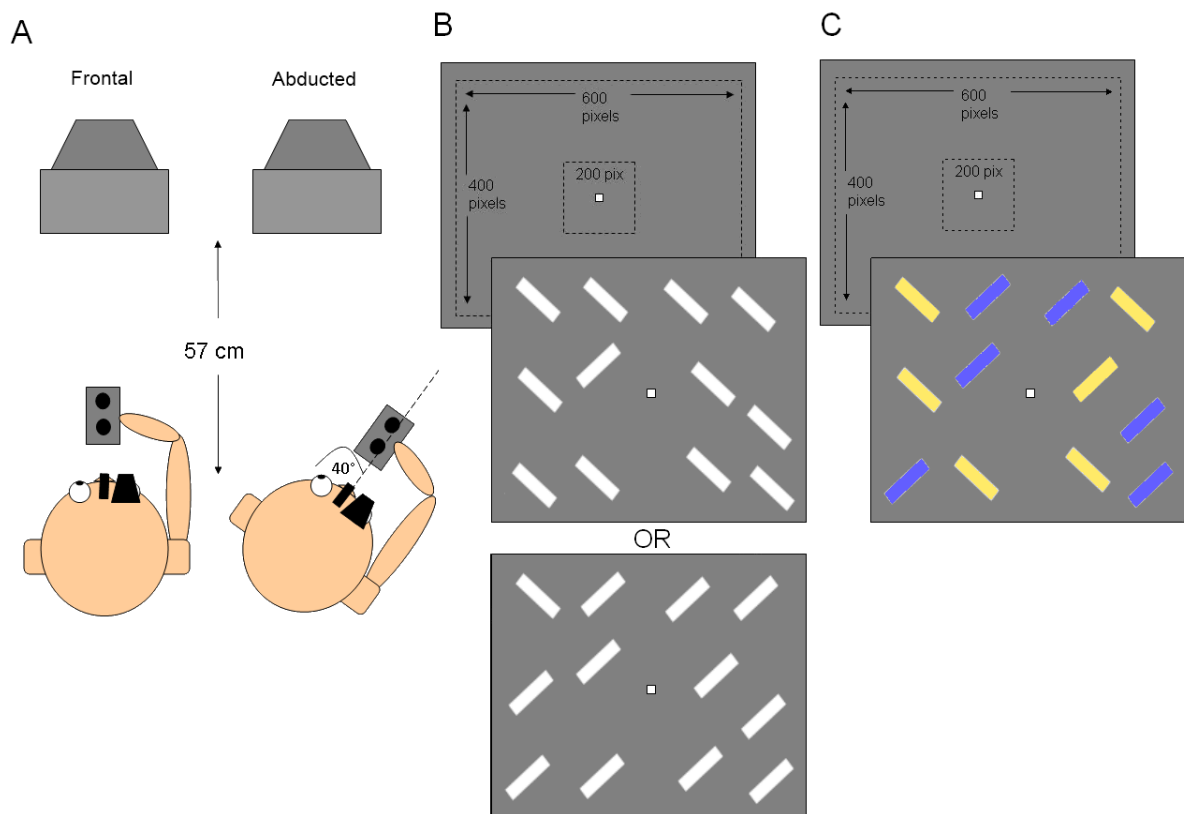 A
Frontal
Abducted
57 cm
40°
B
600
pixels
400
pixels
200 pix
OR
C
600
pixels
400
pixels
200 pix